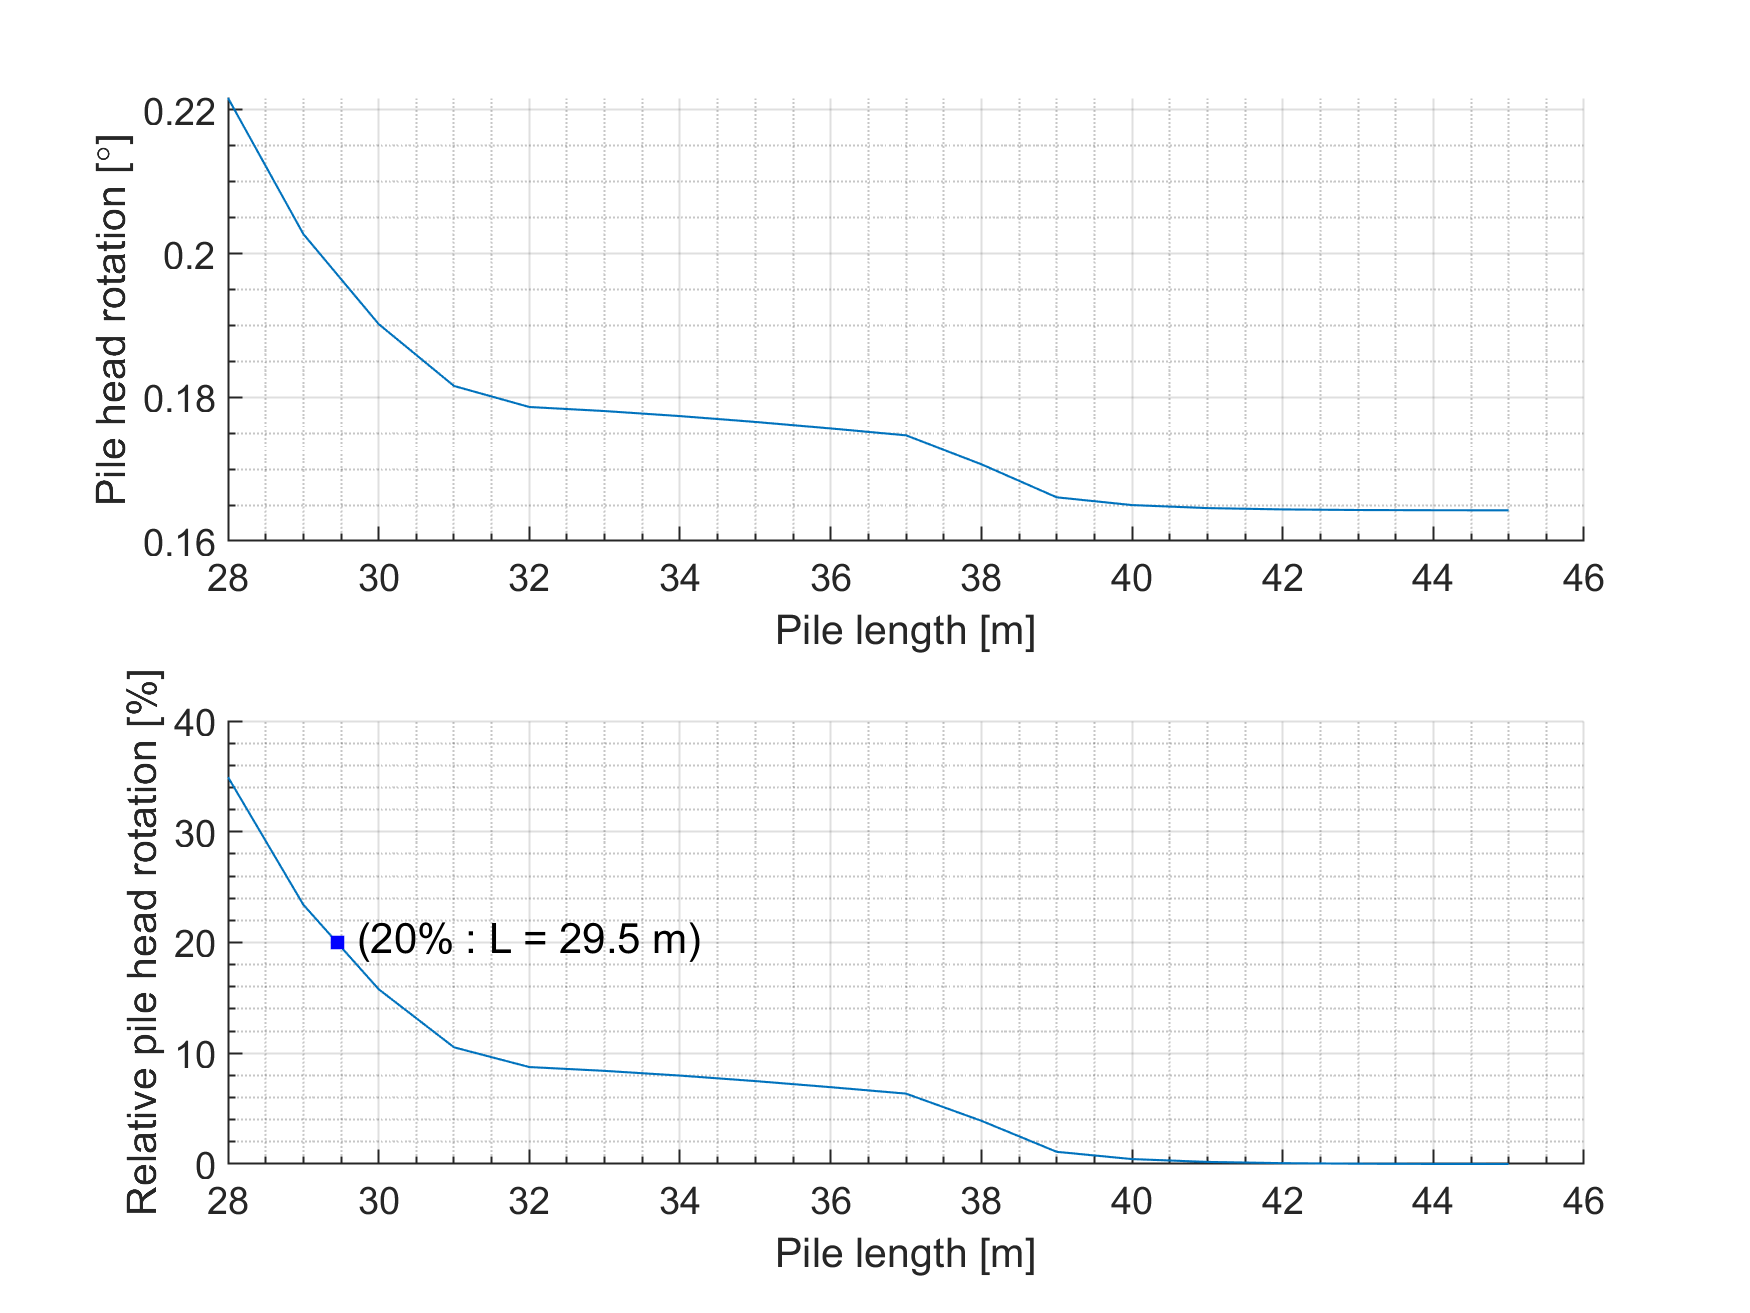 Pile head rotation [°]
0.22
0.2
0.18
0.16
28 30 32 34 36 38 40 42 44 46
Pile length [m]
Relative pile head rotation [%]
40
30
20
10
0
(20% : L = 29.5 m)
28 30 32 34 36 38 40 42 44 46
Pile length [m]